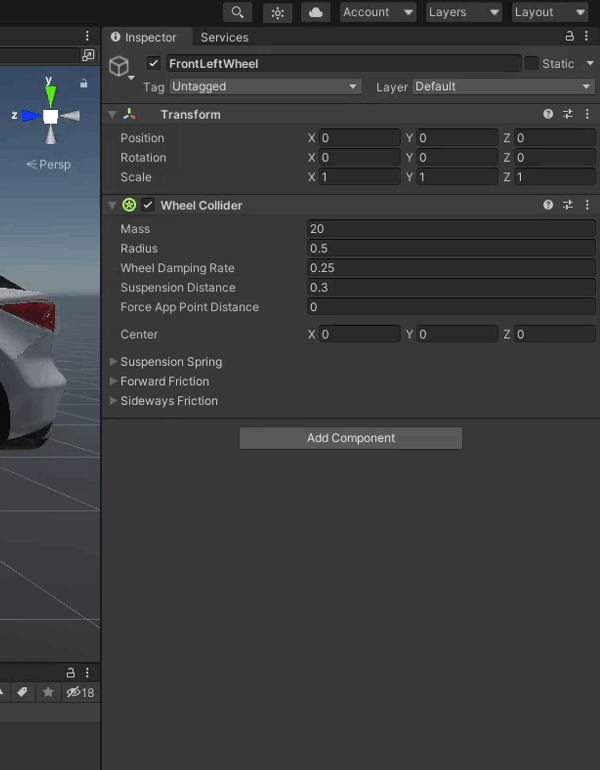 Account Layers Layout
Inspector Services
FrontLeftWheel Static
Tag Untagged Layer Default
y
z
Persp
Transform
Position X 0 Y 0 Z 0
Rotation X 0 Y 0 Z 0
Scale X 1 Y 1 Z 1
Wheel Collider
Mass 20
Radius 0.5
Wheel Damping Rate 0.25
Suspension Distance 0.3
Force App Point Distance 0
Center X 0 Y 0 Z 0
Suspension Spring
Forward Friction
Sideways Friction
Add Component
18